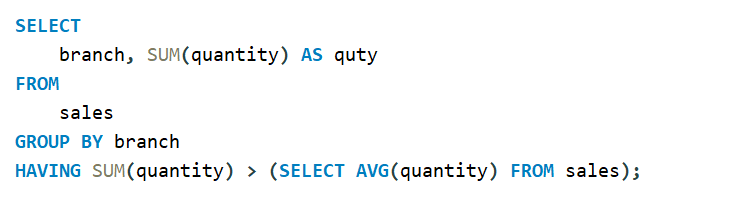 SELECT
    branch, SUM(quantity) AS quty
FROM
    sales
GROUP BY branch
HAVING SUM(quantity) > (SELECT AVG(quantity) FROM sales);